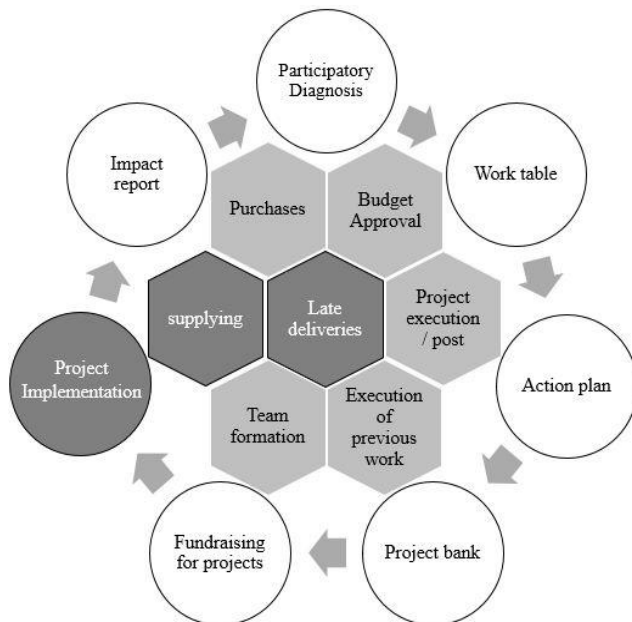 Participatory
Diagnosis
Impact
report
Work table
Purchases
Budget
Approval
supplying
Late
deliveries
Project
execution
/ post
Project
Implementation
Action plan
Team
formation
Execution
of
previous
work
Fundraising
for projects
Project bank